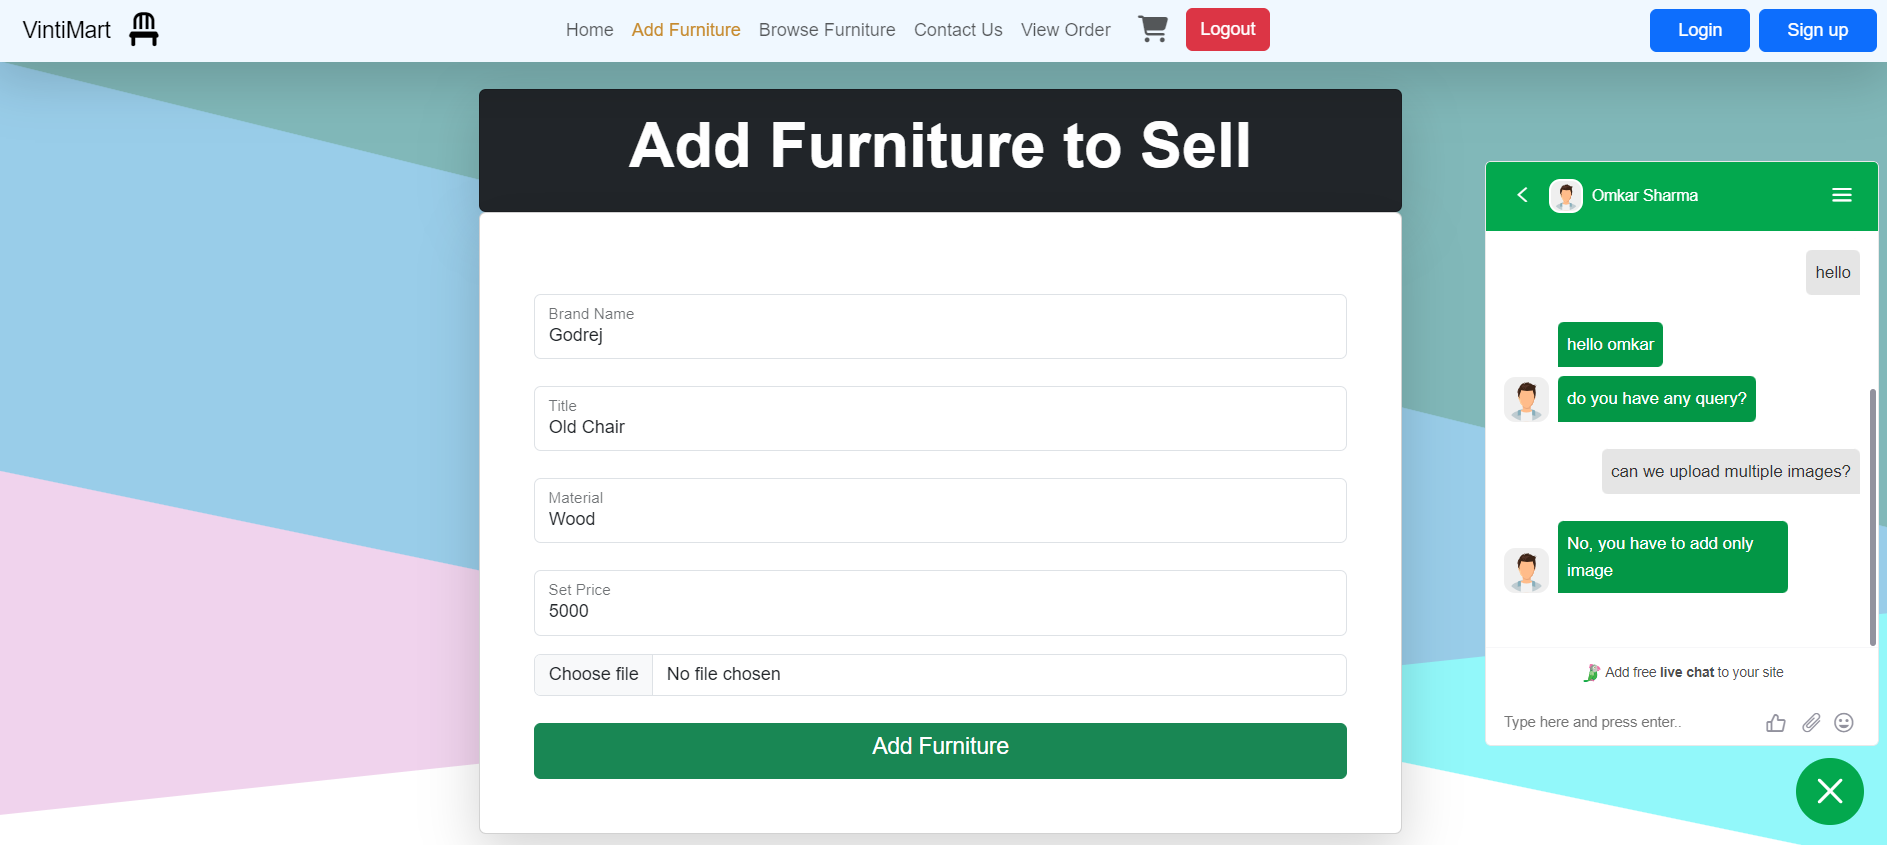 VintiMart
Home Add Furniture Browse Furniture Contact Us View Order Logout Login Sign up
Add Furniture to Sell
Brand Name
Godrej
Title
Old Chair
Material
Wood
Set Price
5000
Choose file No file chosen
Add Furniture
Omkar Sharma
hello
hello omkar
do you have any query?
can we upload multiple images?
No, you have to add only
image
Add free live chat to your site
Type here and press enter..